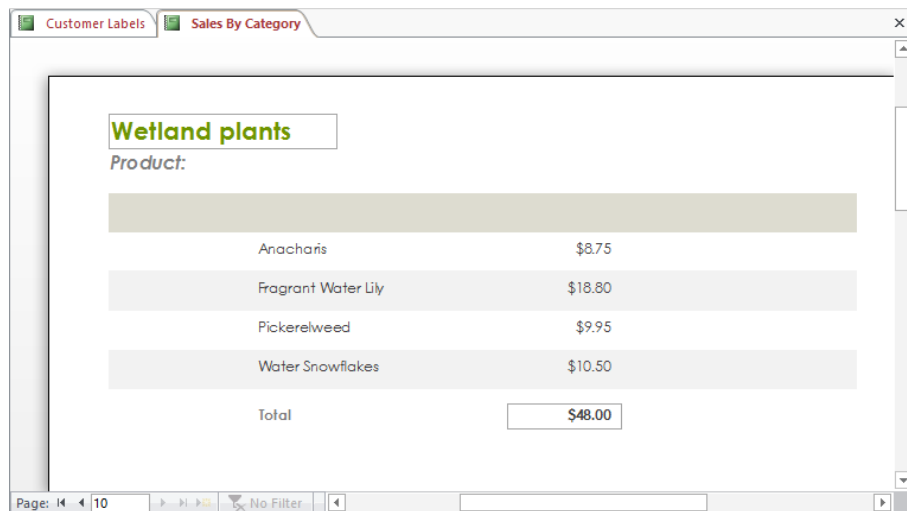 Customer Labels Sales By Category
Wetland plants
Product:
Anacharis $8.75
Fragrant Water Lily $18.80
Pickerelweed $9.95
Water Snowflakes $10.50
Total $48.00
Page: 10 No Filter